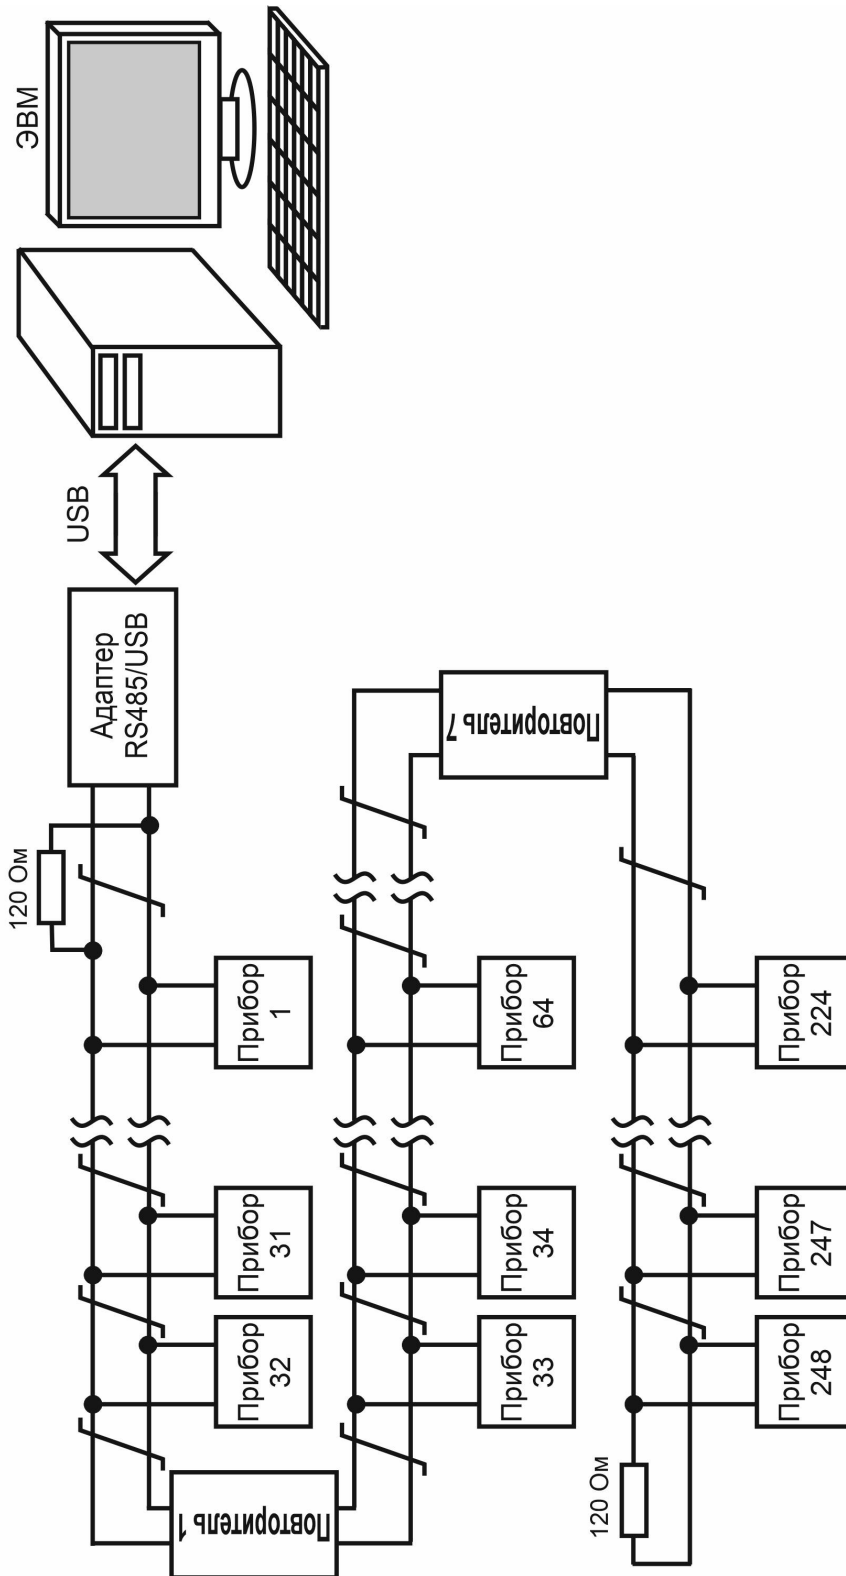 ЭВМ
USB
Адаптер
RS485/USB
120 Ом
Прибор
1
Прибор
31
Прибор
32
Повторитель 1
Прибор
33
Прибор
34
Прибор
64
Повторитель 7
Прибор
224
Прибор
247
Прибор
248
120 Ом